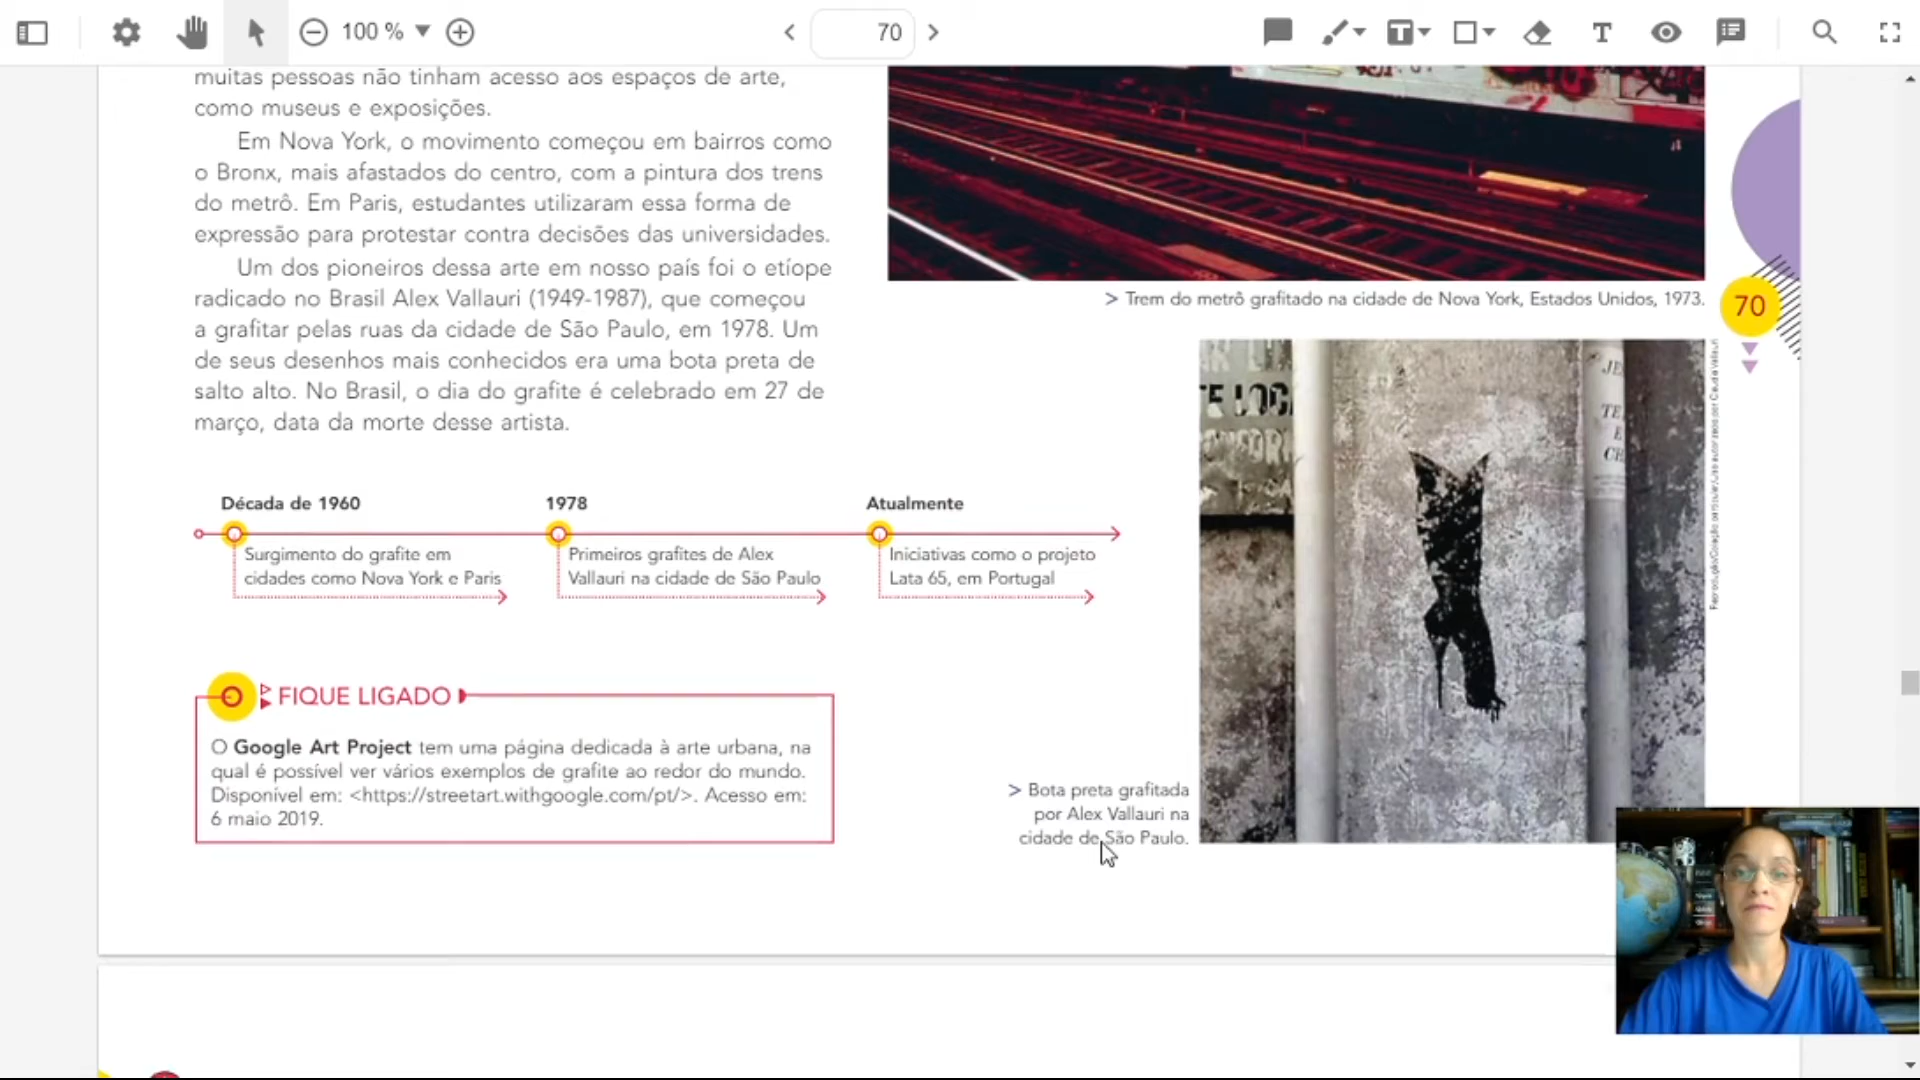 100 %
70
muitas pessoas não tinham acesso aos espaços de arte,
como museus e exposições.
Em Nova York, o movimento começou em bairros como
o Bronx, mais afastados do centro, com a pintura dos trens
do metrô. Em Paris, estudantes utilizaram essa forma de
expressão para protestar contra decisões das universidades.
Um dos pioneiros dessa arte em nosso país foi o etíope
radicado no Brasil Alex Vallauri (1949-1987), que começou
a grafitar pelas ruas da cidade de São Paulo, em 1978. Um
de seus desenhos mais conhecidos era uma bota preta de
salto alto. No Brasil, o dia do grafite é celebrado em 27 de
março, data da morte desse artista.
> Trem do metrô grafitado na cidade de Nova York, Estados Unidos, 1973.
70
Década de 1960
Surgimento do grafite em
cidades como Nova York e Paris
1978
Primeiros grafites de Alex
Vallauri na cidade de São Paulo
Atualmente
Iniciativas como o projeto
Lata 65, em Portugal
FIQUE LIGADO
O Google Art Project tem uma página dedicada à arte urbana, na
qual é possível ver vários exemplos de grafite ao redor do mundo.
Disponível em: <https://streetart.withgoogle.com/pt/>. Acesso em:
6 maio 2019.
> Bota preta grafitada
por Alex Vallauri na
cidade de São Paulo.